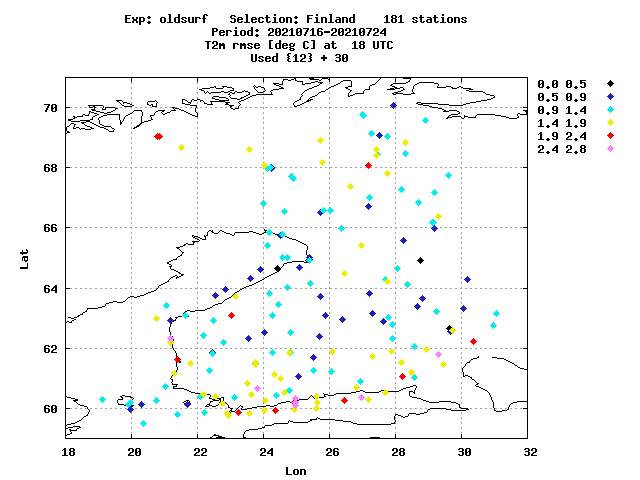 Exp: oldsurf   Selection: Finland    181 stations
Period: 20210716-20210724
T2m rmse [deg C] at  18 UTC
Used {12} + 30
0.0 0.5
0.5 0.9
0.9 1.4
1.4 1.9
1.9 2.4
2.4 2.8
70
68
66
64
62
60
Lat
18 20 22 24 26 28 30 32
Lon